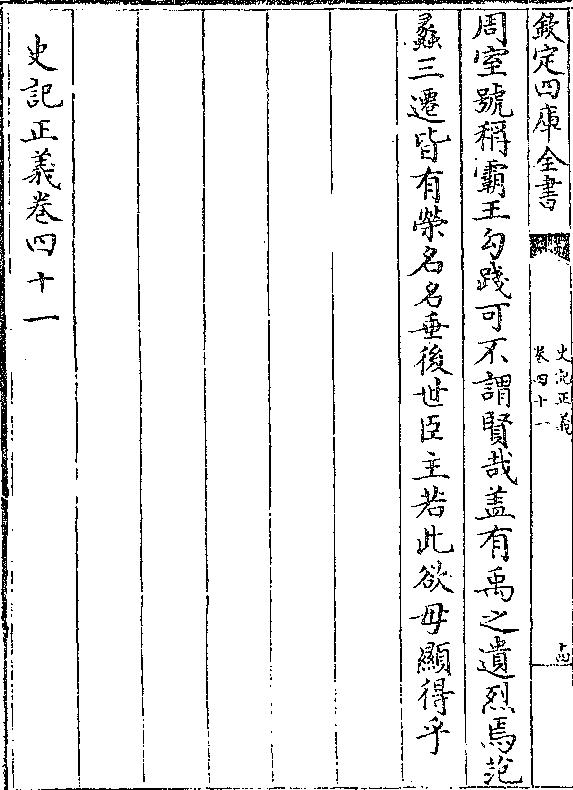 欽定四庫全書
史記正義
卷四十一
十四
周室號稱霸王勾踐可不謂賢哉盖有禹之遺烈焉范
蠡三遷皆有榮名名垂後世臣主若此欲毋顯得乎
史記正義卷四十一